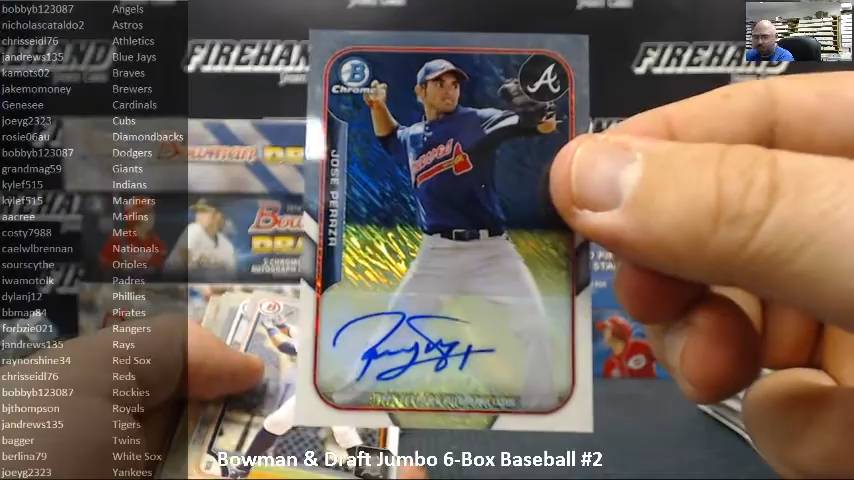 bobbyb123087 Angels
nicholascataldo2 Astros
chrisseidl76 Athletics
jandrews135 Blue Jays
kamots02 Braves
jakemomoney Brewers
Genesee Cardinals
joeyg2323 Cubs
rosie06au Diamondbacks
bobbyb123087 Dodgers
grandmag59 Giants
kylef515 Indians
kylef515 Mariners
aacree Marlins
costy7988 Mets
caelwlbrennan Nationals
sourscythe Orioles
iwamotolk Padres
dylanj12 Phillies
bbman84 Pirates
forbzie021 Rangers
jandrews135 Rays
raynorshine34 Red Sox
chrisseidl76 Reds
bobbyb123087 Rockies
bjthompson Royals
jandrews135 Tigers
bagger Twins
berlina79 White Sox
joeyg2323 Yankees
FIREHAND
FIREHAND
B
Chrome
A
JOSE PERAZA
Braves
Bowman
Bowman & Draft Jumbo 6-Box Baseball #2